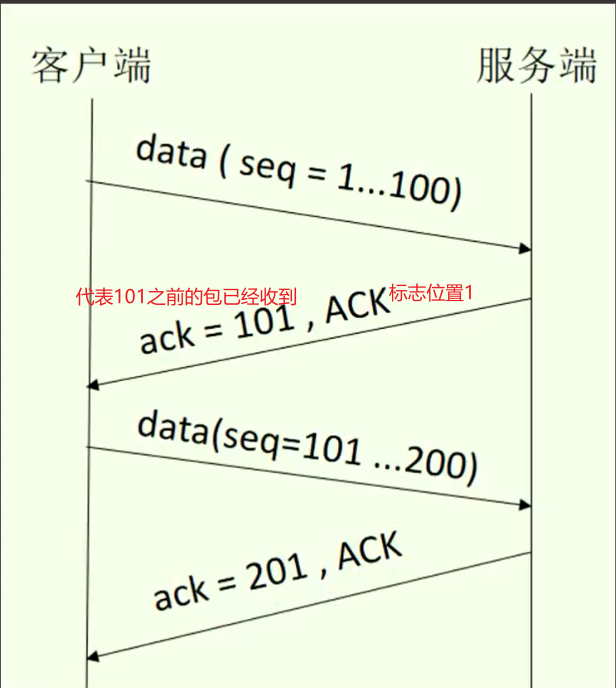 客户端
服务端
data ( seq = 1...100)
代表101之前的包已经收到
标志位置1
ack = 101 , ACK
data(seq=101 ...200)
ack = 201 , ACK